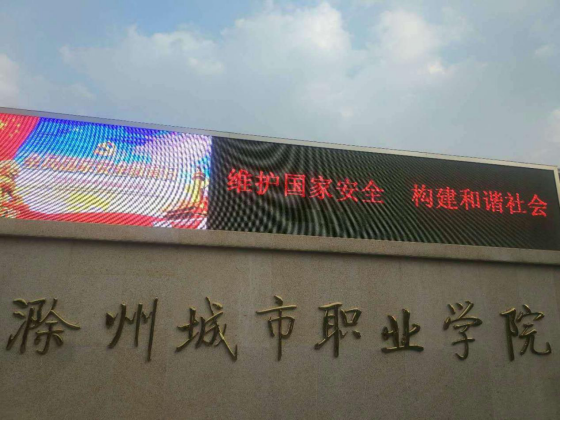 维护国家安全 构建和谐社会
滁州城市职业学院